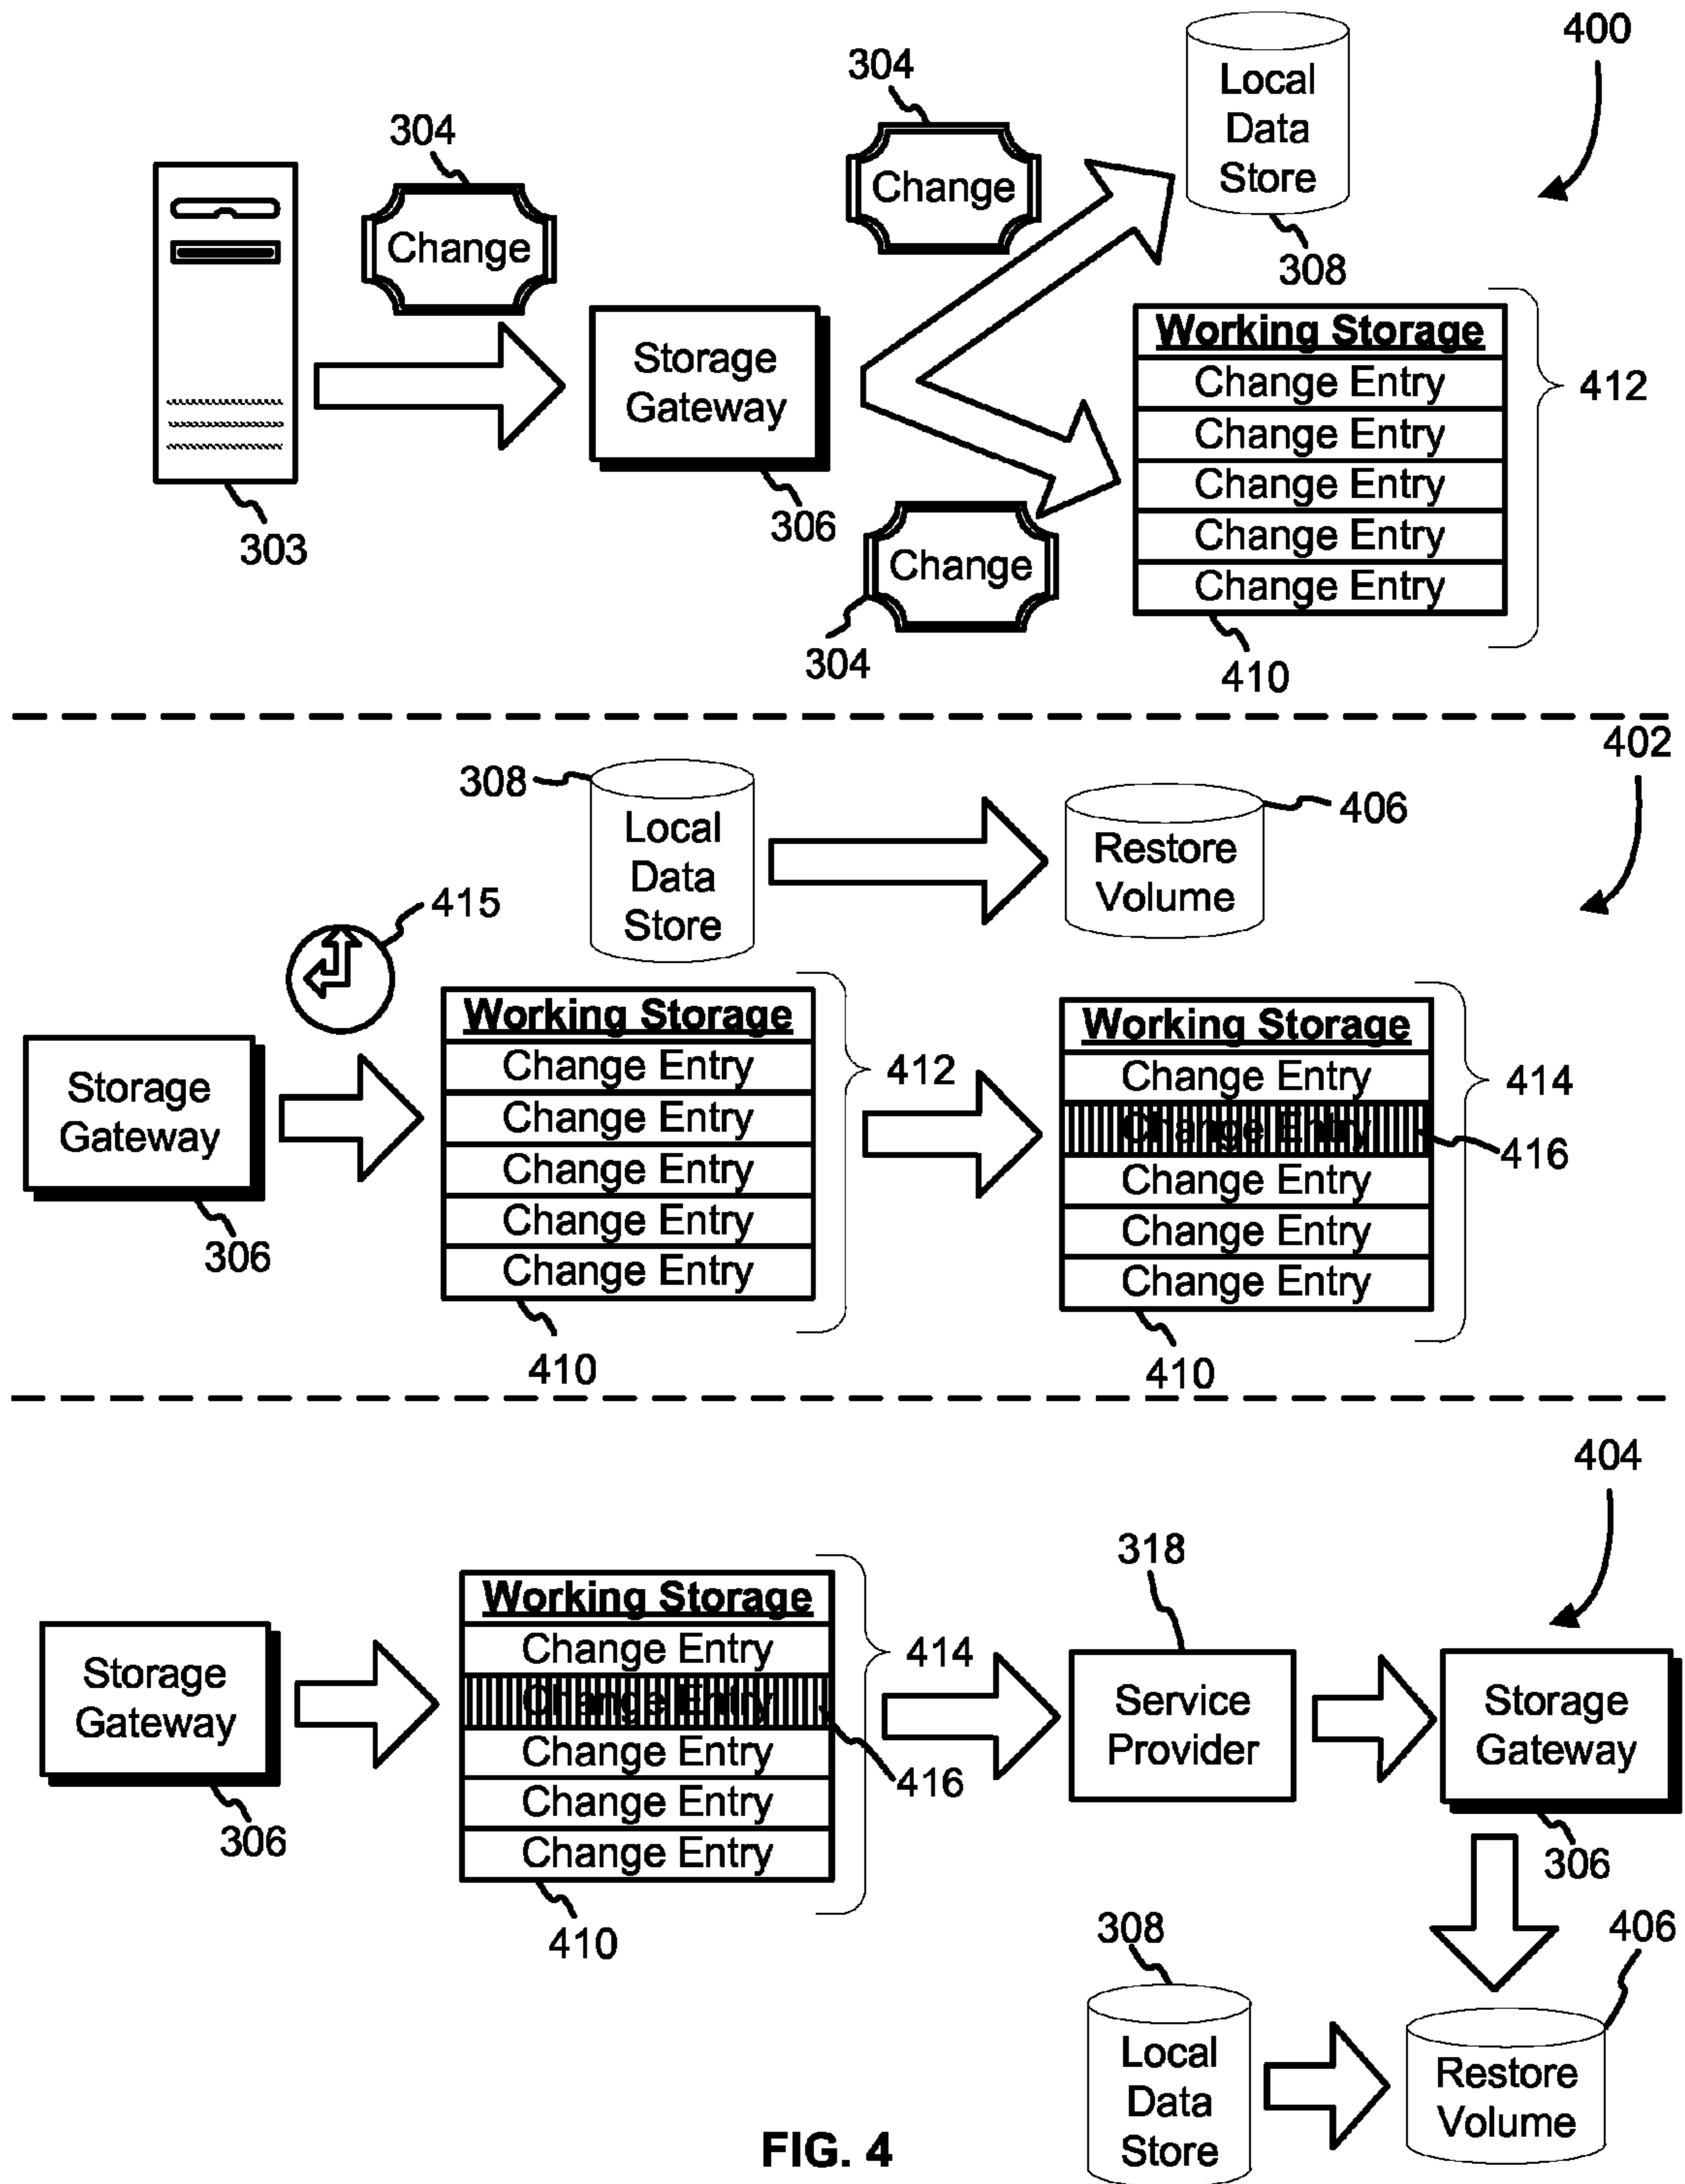 400
304
304
Local
Data
Store
Change
Change
308
Storage
Gateway
Working Storage
Change Entry
Change Entry
Change Entry
Change Entry
Change Entry
412
306
303
Change
304
410
402
308
Local
Data
Store
Restore
Volume
406
415
Storage
Gateway
306
Working Storage
Change Entry
Change Entry
Change Entry
Change Entry
Change Entry
412
410
Working Storage
Change Entry
Change Entry
Change Entry
Change Entry
Change Entry
414
416
410
404
Storage
Gateway
306
Working Storage
Change Entry
Change Entry
Change Entry
Change Entry
Change Entry
414
416
410
318
Service
Provider
Storage
Gateway
306
308
Local
Data
Store
406
Restore
Volume
FIG. 4